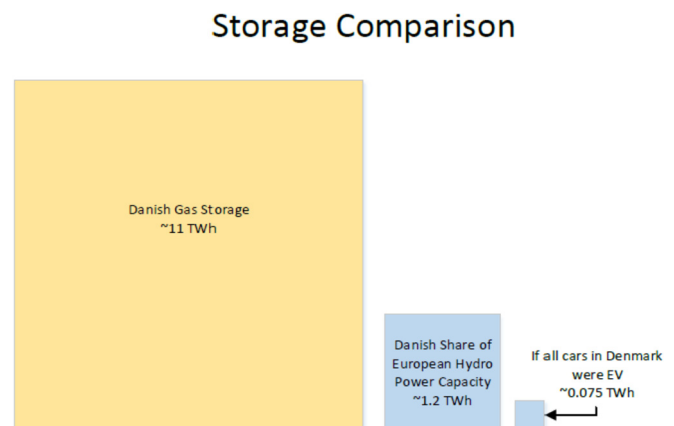 Storage Comparison
Danish Gas Storage
~11 TWh
Danish Share of
European Hydro
Power Capacity
~1.2 TWh
If all cars in Denmark
were EV
~0.075 TWh